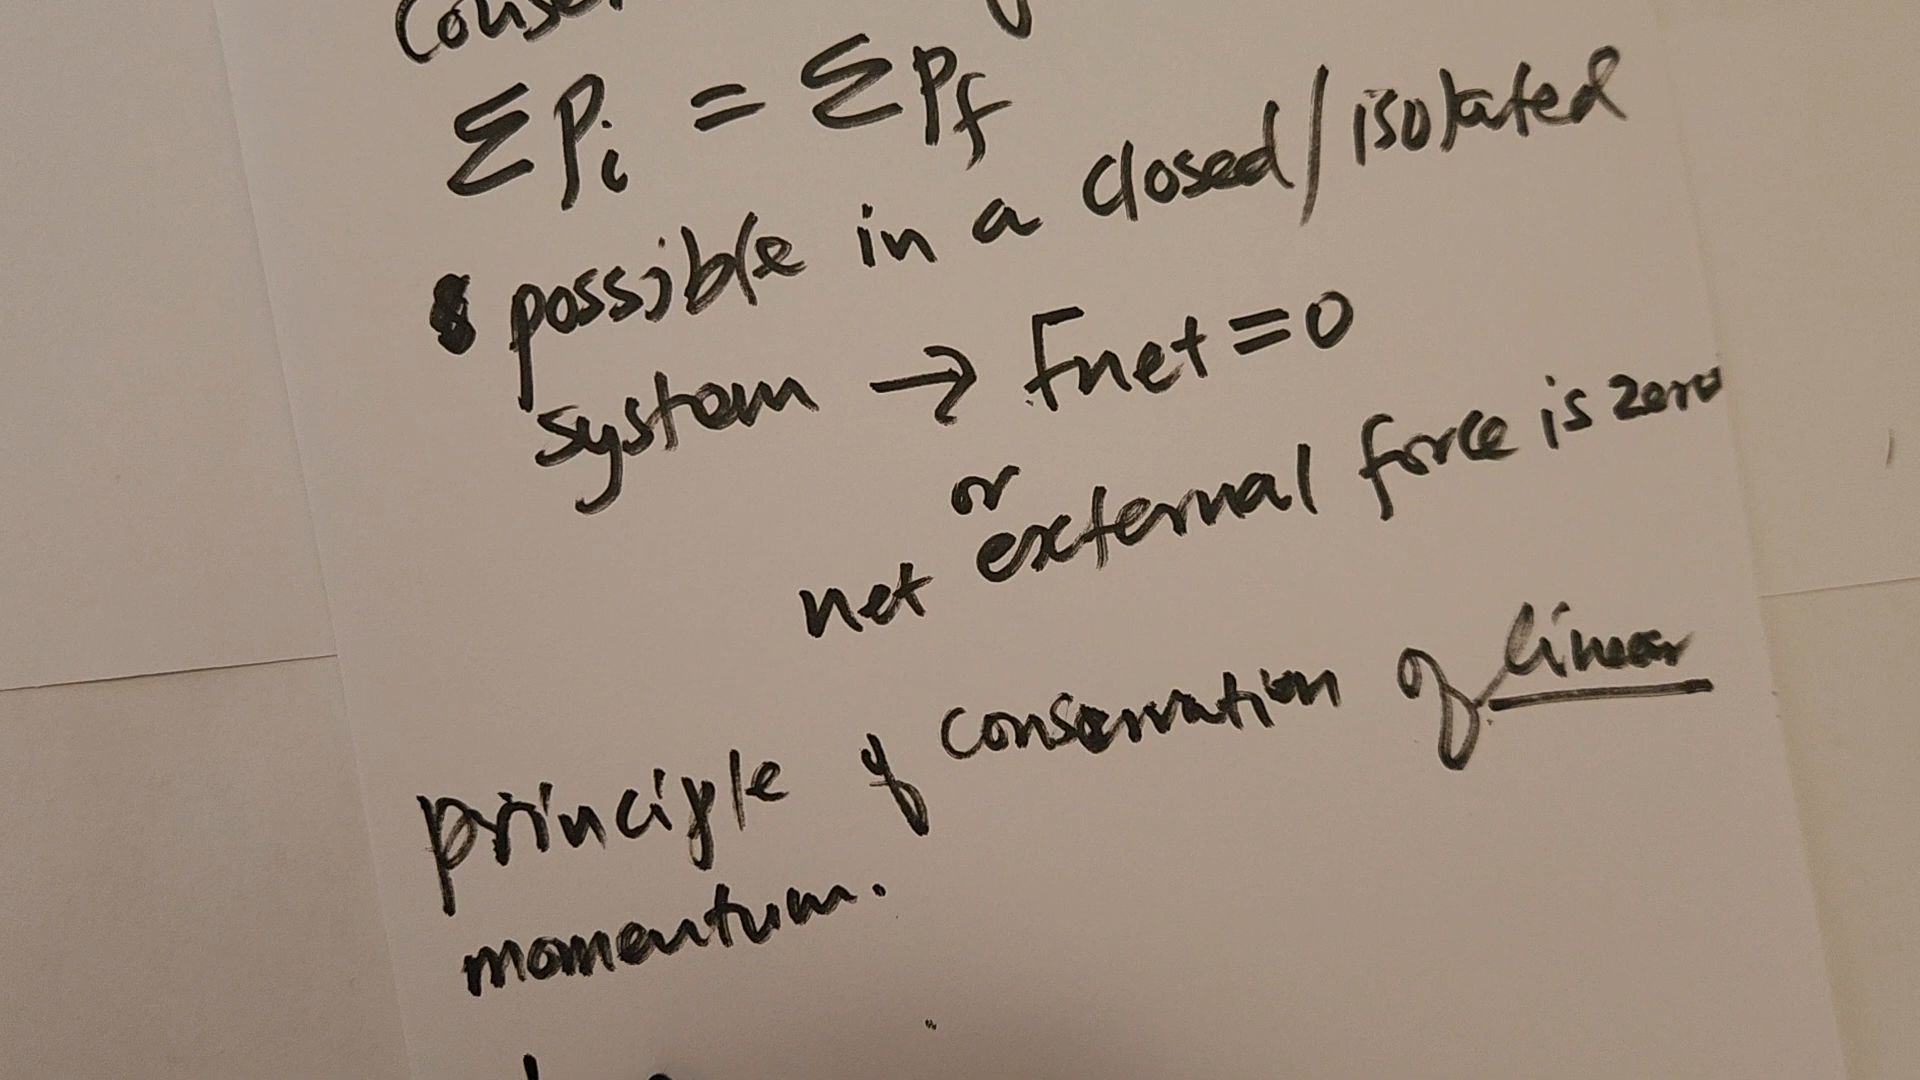 ΣPi = ΣPf
possible in a closed/isolated
system → Fnet=0
or
net external force is zero
principle of conservation of linear
momentum.